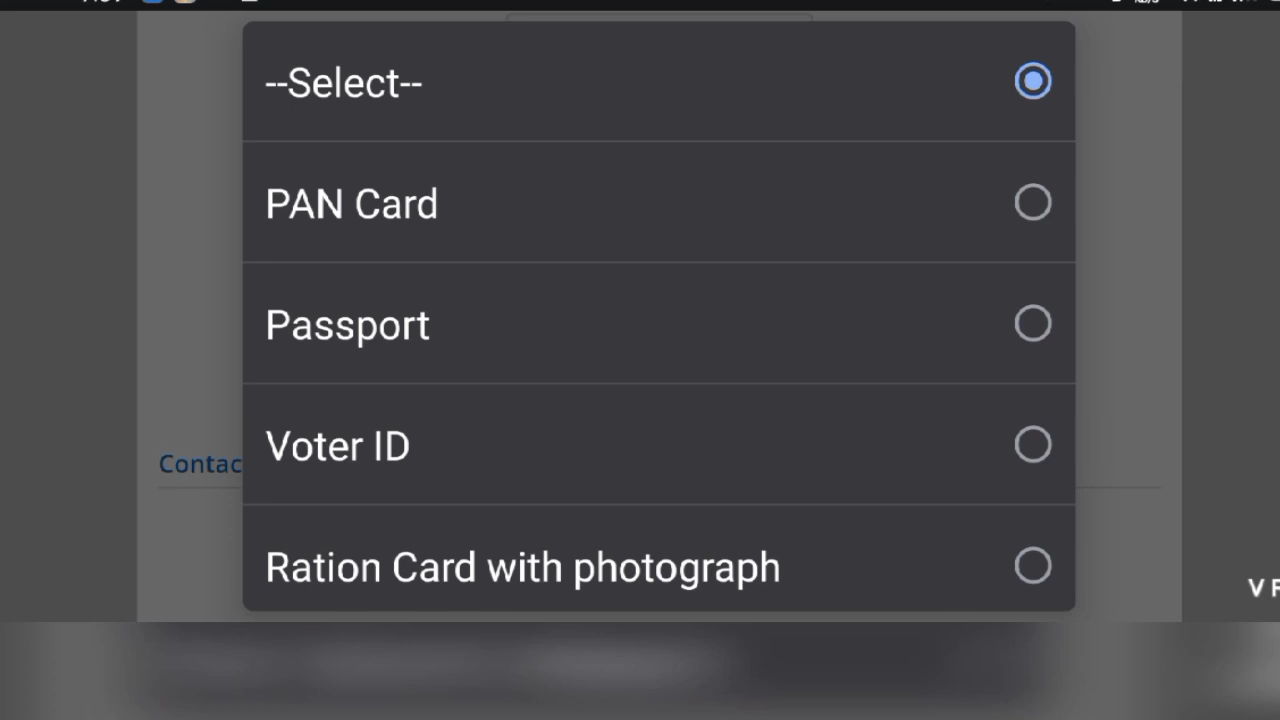 --Select--
PAN Card
Passport
Voter ID
Contac
Ration Card with photograph